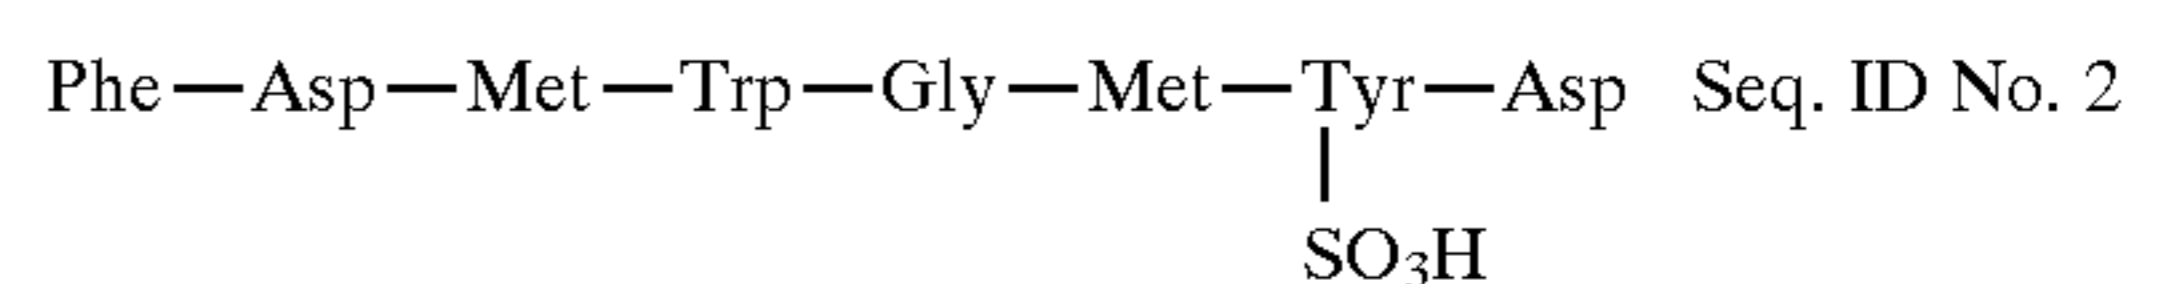 Phe—Asp—Met—Trp—Gly—Met—Tyr—Asp Seq. ID No. 2
SO₃H